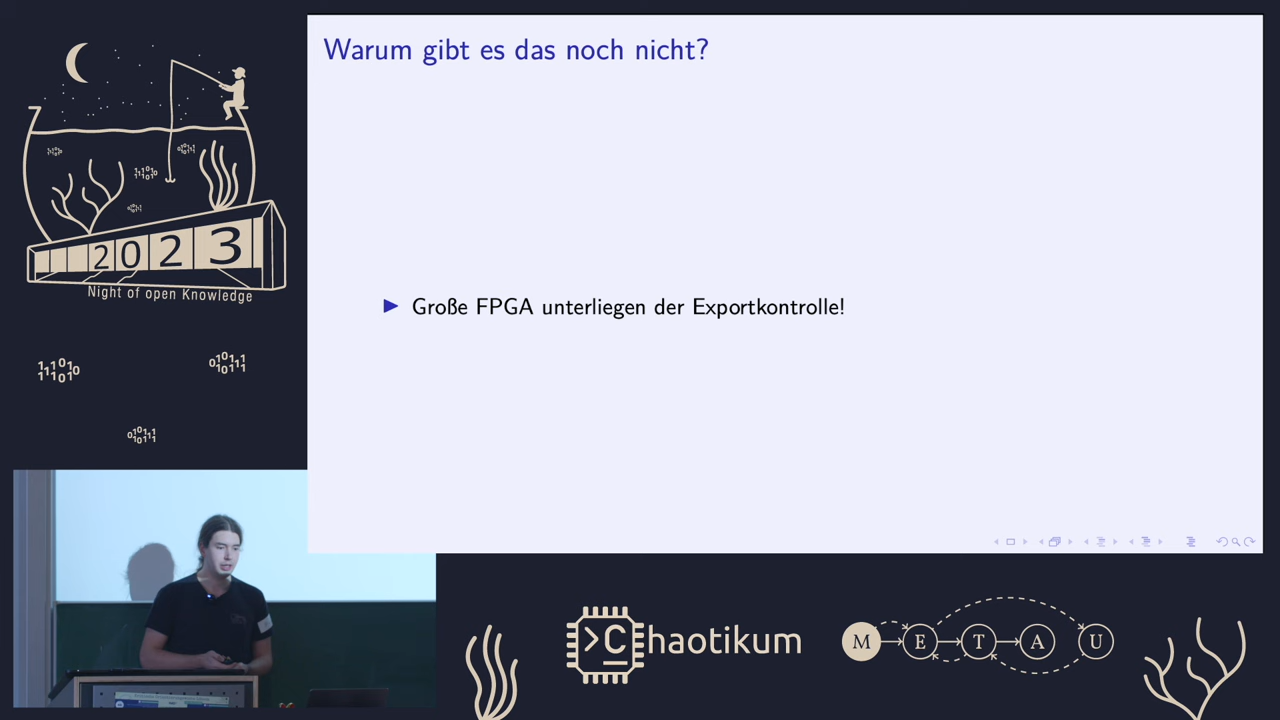 Warum gibt es das noch nicht?
Große FPGA unterliegen der Exportkontrolle!
2023
Night of open Knowledge
>C haotikum
M E T A U